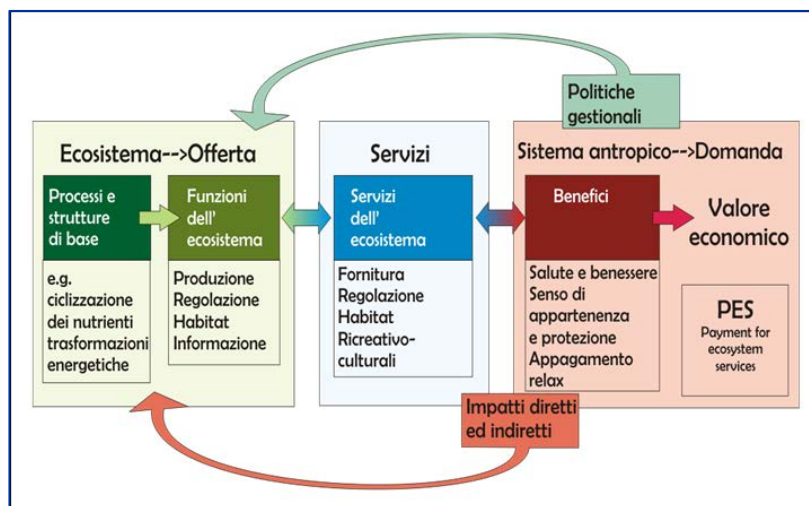 Politiche
gestionali
Ecosistema-->Offerta
Servizi
Sistema antropico-->Domanda
Processi e
strutture
di base
Funzioni
dell'
ecosistema
Servizi
dell'
ecosistema
Benefici
Valore
economico
e.g.
ciclizzazione
dei nutrienti
trasformazioni
energetiche
Produzione
Regolazione
Habitat
Informazione
Fornitura
Regolazione
Habitat
Ricreativo-
culturali
Salute e benessere
Senso di
appartenenza
e protezione
Appagamento
relax
PES
Payment for
ecosystem
services
Impatti diretti
ed indiretti